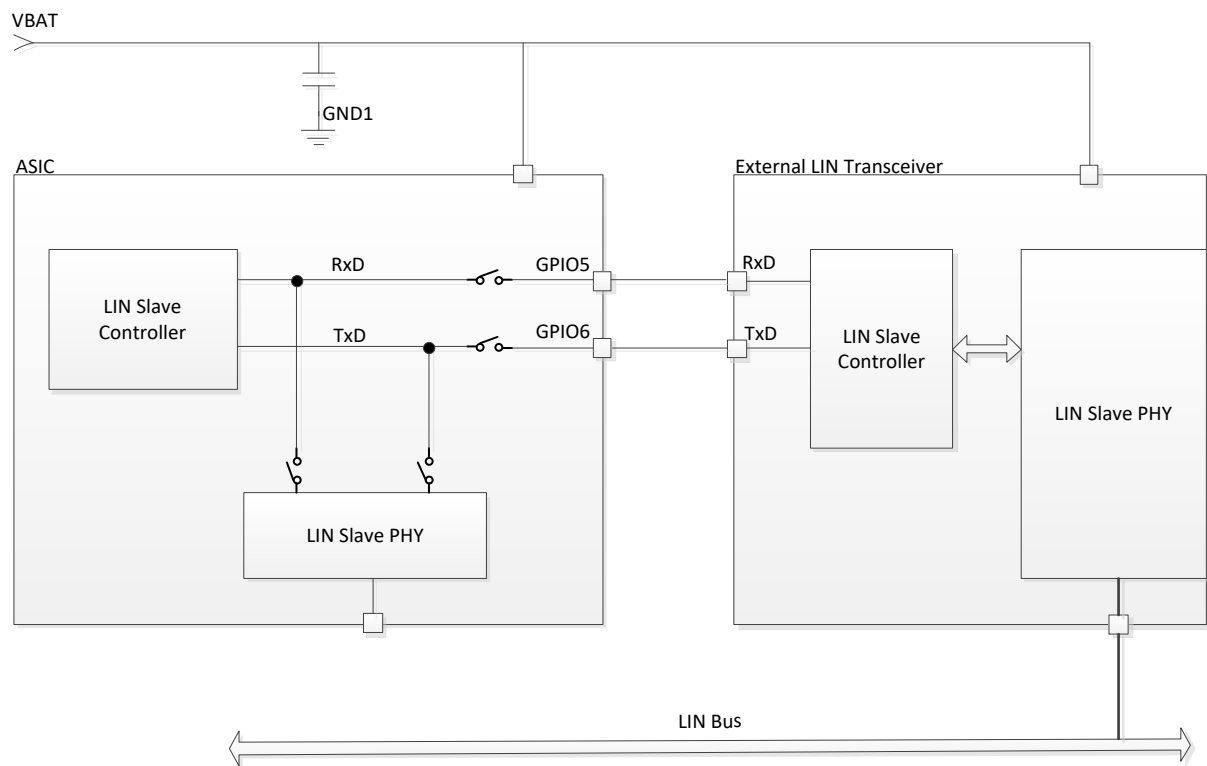 VBAT
GND1
ASIC
External LIN Transceiver
RxD
GPIO5
RxD
LIN Slave
Controller
TxD
GPIO6
TxD
LIN Slave
Controller
LIN Slave PHY
LIN Slave PHY
LIN Bus